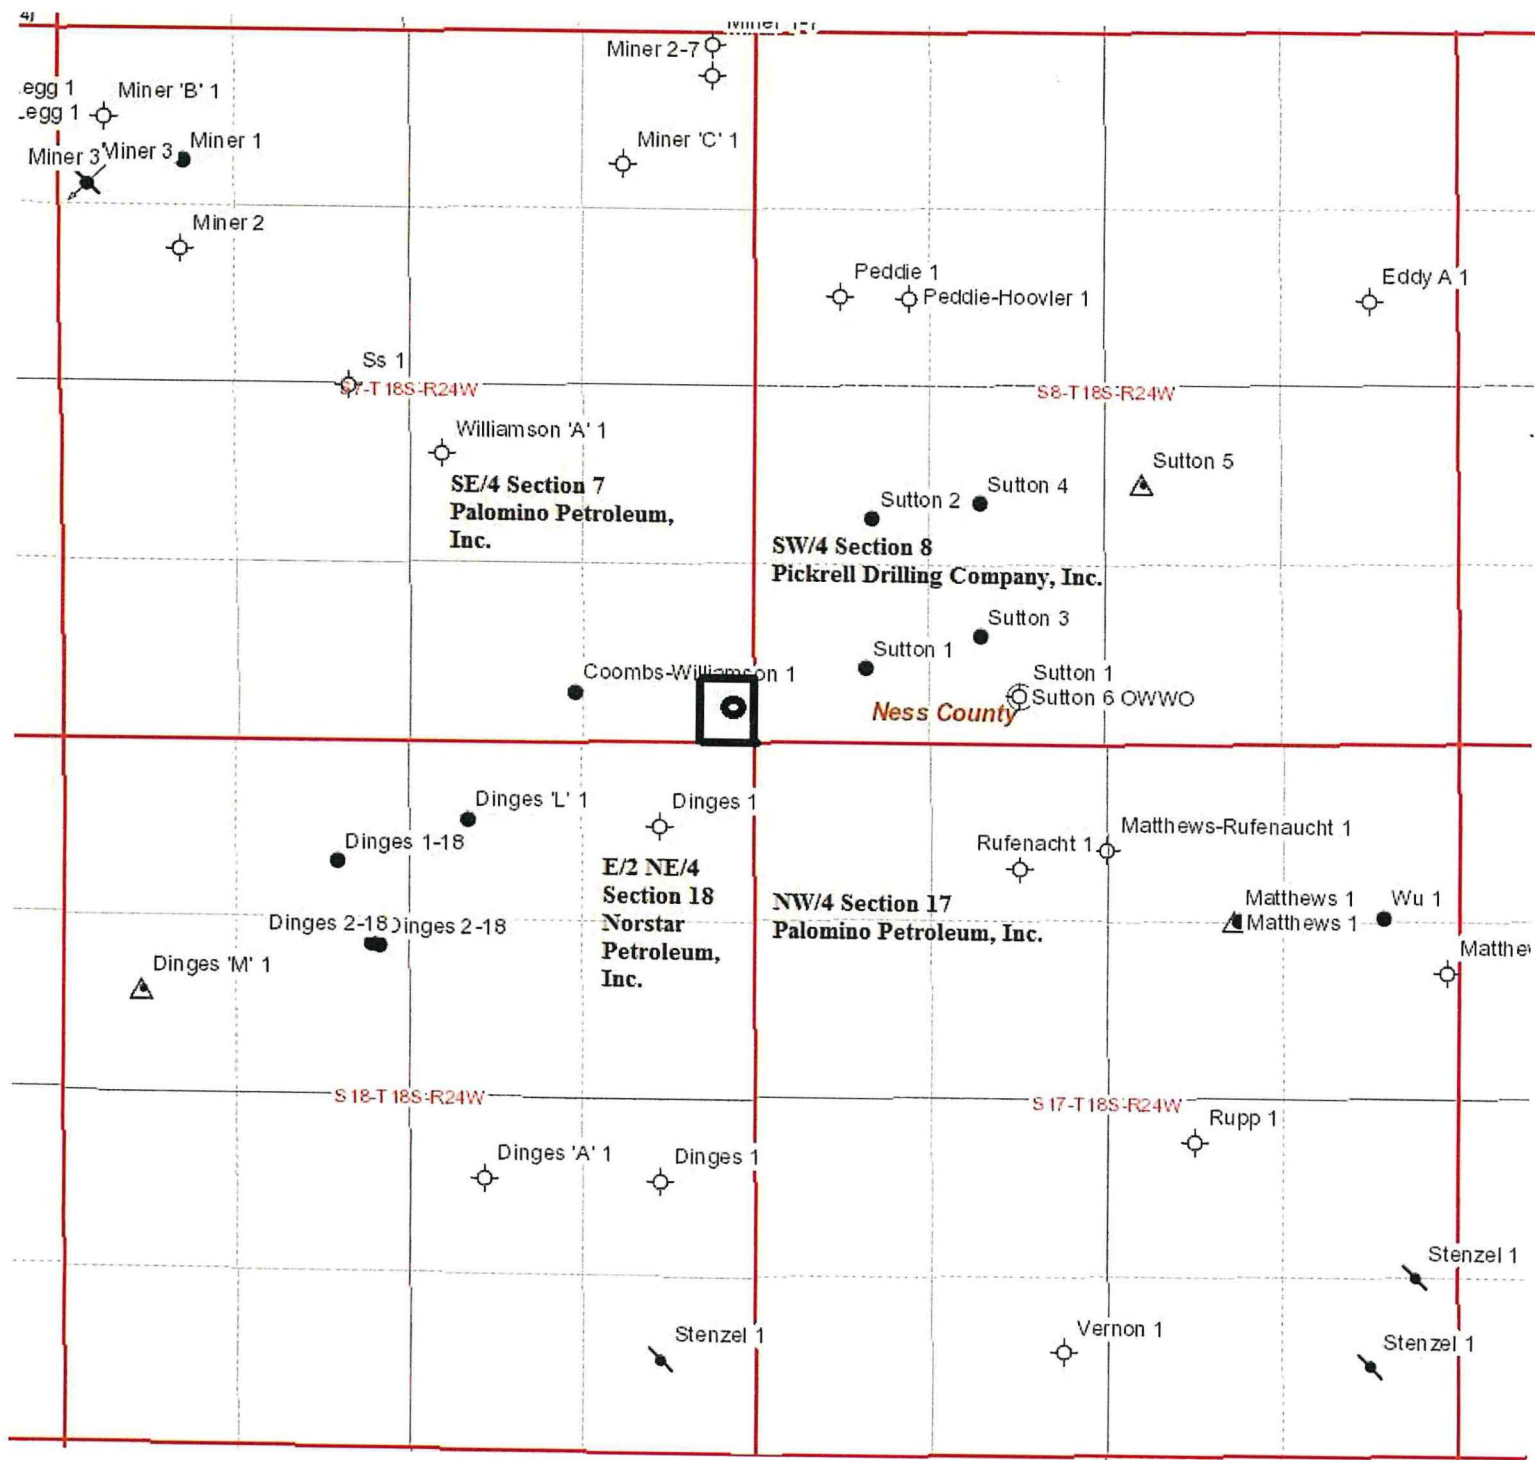 Miner 2-7
egg 1
egg 1
Miner 'B' 1
Miner 1
Miner 3
Miner 3
Miner 'C' 1
Miner 2
Peddie 1
Peddie-Hoovler 1
Eddy A 1
Ss 1
S7-T18S-R24W
S8-T18S-R24W
Williamson 'A' 1
SE/4 Section 7
Palomino Petroleum,
Inc.
Sutton 5
Sutton 4
Sutton 2
SW/4 Section 8
Pickrell Drilling Company, Inc.
Sutton 3
Sutton 1
Coombs-Williamson 1
Sutton 1
Sutton 6 OWWO
Ness County
Dinges 'L' 1
Dinges 1
Dinges 1-18
Rufenacht 1
Matthews-Rufenaucht 1
E/2 NE/4
Section 18
Norstar
Petroleum,
Inc.
NW/4 Section 17
Palomino Petroleum, Inc.
Matthews 1
Matthews 1
Wu 1
Matthe
Dinges 2-18
Dinges 2-18
Dinges 'M' 1
S18-T18S-R24W
S17-T18S-R24W
Rupp 1
Dinges 'A' 1
Dinges 1
Stenzel 1
Stenzel 1
Vernon 1
Stenzel 1